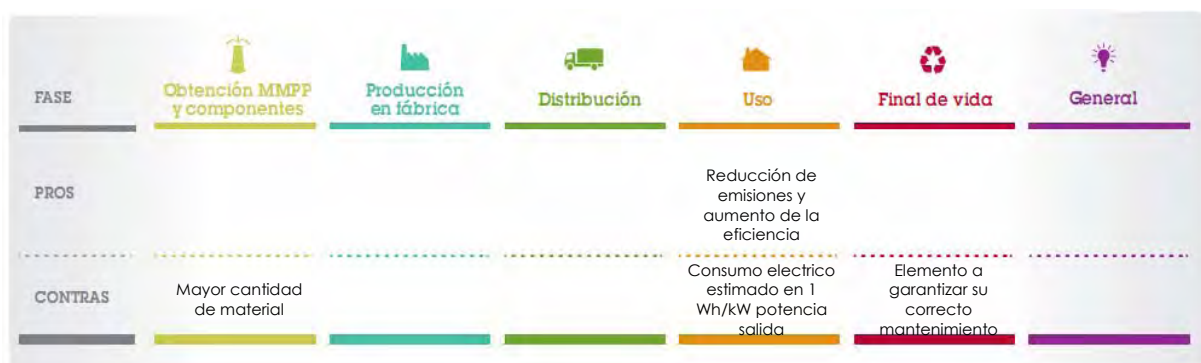 FASE
Obtención MMPP
y componentes
Producción
en fábrica
Distribución
Uso
Final de vida
General
PROS
Reducción de
emisiones y
aumento de la
eficiencia
CONTRAS
Mayor cantidad
de material
Consumo electrico
estimado en 1
Wh/kW potencia
salida
Elemento a
garantizar su
correcto
mantenimiento